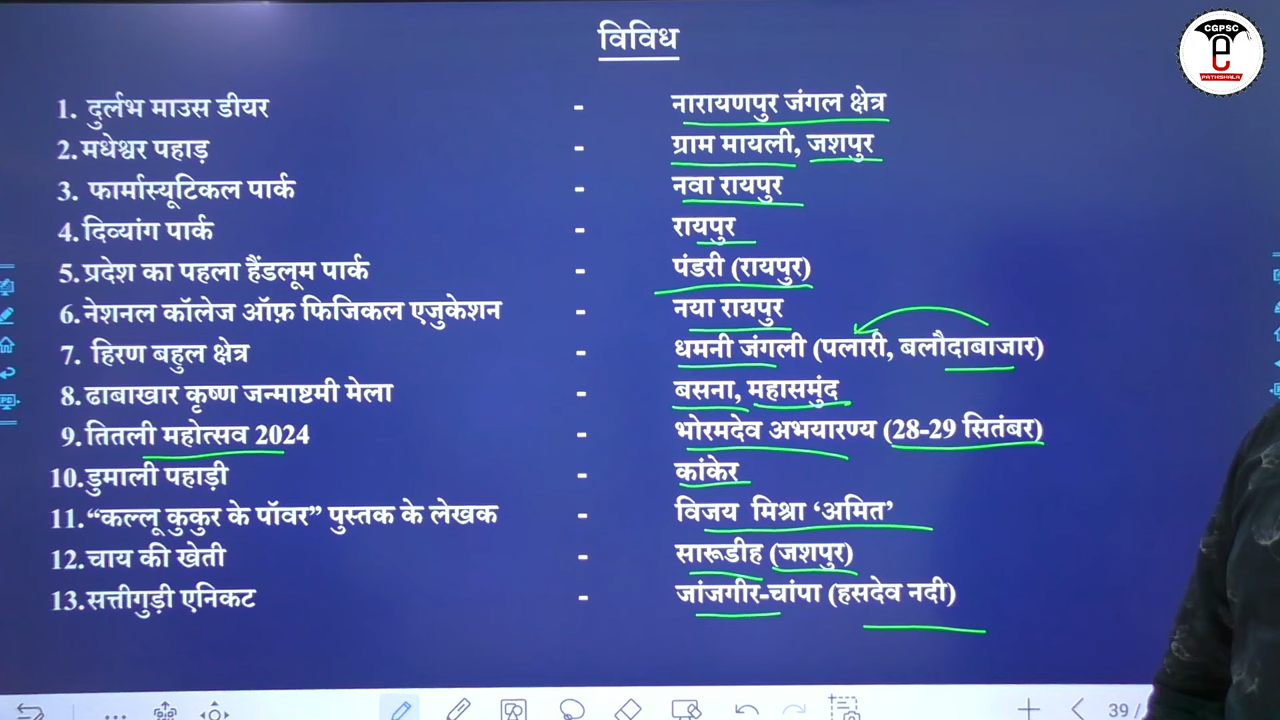 विविध
CGPSC
e
PATHSHALA
1. दुर्लभ माउस डीयर - नारायणपुर जंगल क्षेत्र
2. मधेश्वर पहाड़ - ग्राम मायली, जशपुर
3. फार्मास्यूटिकल पार्क - नवा रायपुर
4. दिव्यांग पार्क - रायपुर
5. प्रदेश का पहला हैंडलूम पार्क - पंडरी (रायपुर)
6. नेशनल कॉलेज ऑफ़ फिजिकल एजुकेशन - नया रायपुर
7. हिरण बहुल क्षेत्र - धमनी जंगली (पलारी, बलौदाबाजार)
8. ढाबाखार कृष्ण जन्माष्टमी मेला - बसना, महासमुंद
9. तितली महोत्सव 2024 - भोरमदेव अभयारण्य (28-29 सितंबर)
10. डुमाली पहाड़ी - कांकेर
11. “कल्लू कुकुर के पॉवर” पुस्तक के लेखक - विजय मिश्रा ‘अमित’
12. चाय की खेती - सारूडीह (जशपुर)
13. सत्तीगुड़ी एनिकट - जांजगीर-चांपा (हसदेव नदी)
39 /